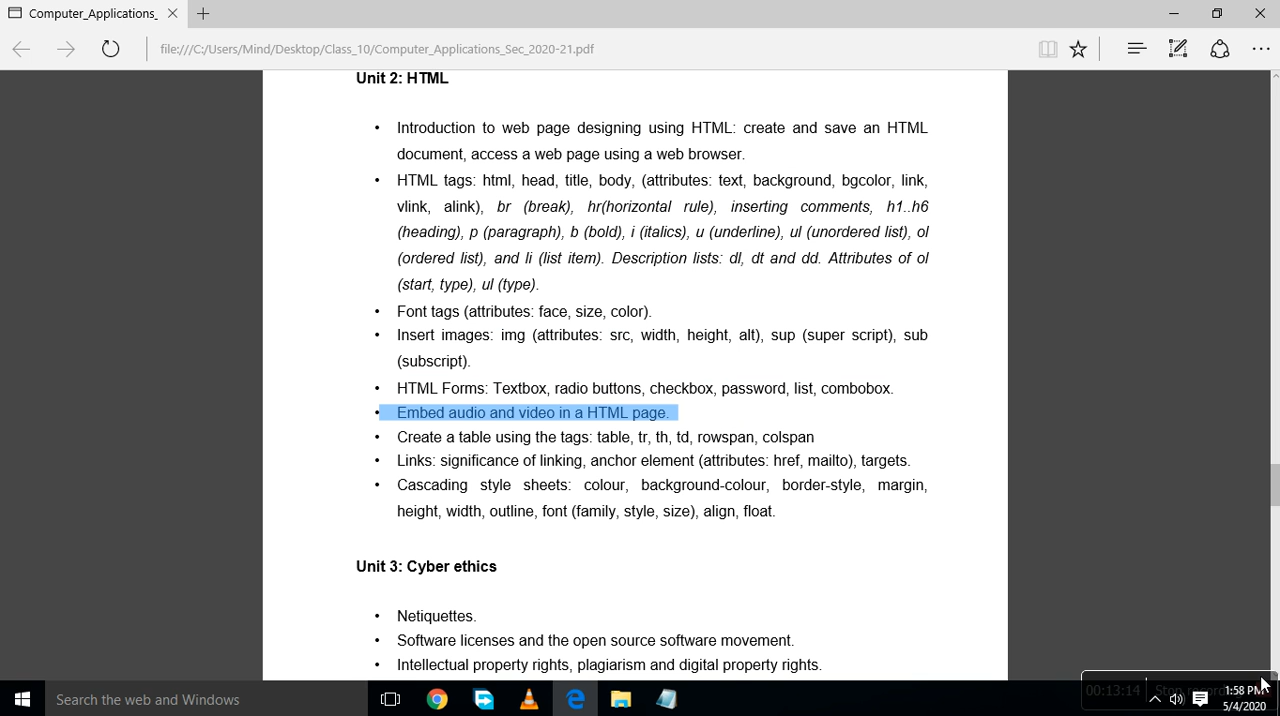 Computer_Applications_
file:///C:/Users/Mind/Desktop/Class_10/Computer_Applications_Sec_2020-21.pdf
Unit 2: HTML
• Introduction to web page designing using HTML: create and save an HTML
document, access a web page using a web browser.
• HTML tags: html, head, title, body, (attributes: text, background, bgcolor, link,
vlink, alink), br (break), hr(horizontal rule), inserting comments, h1..h6
(heading), p (paragraph), b (bold), i (italics), u (underline), ul (unordered list), ol
(ordered list), and li (list item). Description lists: dl, dt and dd. Attributes of ol
(start, type), ul (type).
• Font tags (attributes: face, size, color).
• Insert images: img (attributes: src, width, height, alt), sup (super script), sub
(subscript).
• HTML Forms: Textbox, radio buttons, checkbox, password, list, combobox.
• Embed audio and video in a HTML page.
• Create a table using the tags: table, tr, th, td, rowspan, colspan
• Links: significance of linking, anchor element (attributes: href, mailto), targets.
• Cascading style sheets: colour, background-colour, border-style, margin,
height, width, outline, font (family, style, size), align, float.
Unit 3: Cyber ethics
• Netiquettes.
• Software licenses and the open source software movement.
• Intellectual property rights, plagiarism and digital property rights.
Search the web and Windows
00:13:14 Stop
1:58 PM
5/4/2020